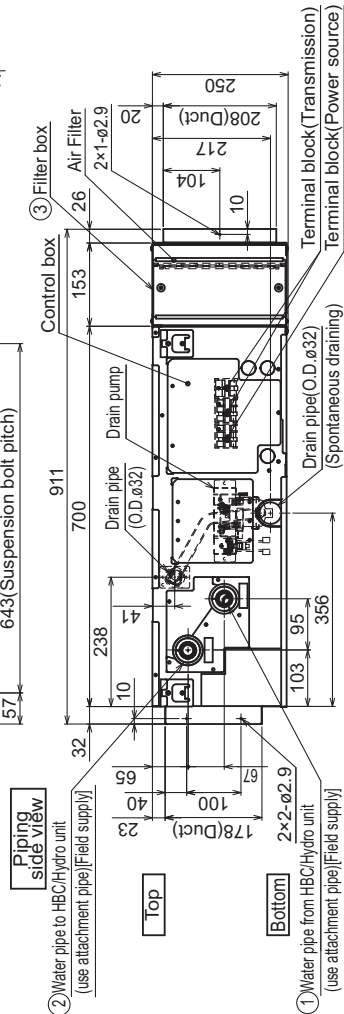 643(Suspension bolt pitch)
57
911
32
700
153
26
③ Filter box
Control box
Air Filter
2×1-ø2.9
Drain pump
Drain pipe
(O.D.ø32)
238
41
10
10
104
217
208(Duct)
20
250
65
40
23
100
67
178(Duct)
Piping
side view
② Water pipe to HBC/Hydro unit
(use attachment pipe)[Field supply]
Top
Bottom
① Water pipe from HBC/Hydro unit
(use attachment pipe)[Field supply]
2×2-ø2.9
103
95
356
Drain pipe(O.D.ø32)
(Spontaneous draining)
Terminal block(Transmission)
Terminal block(Power source)